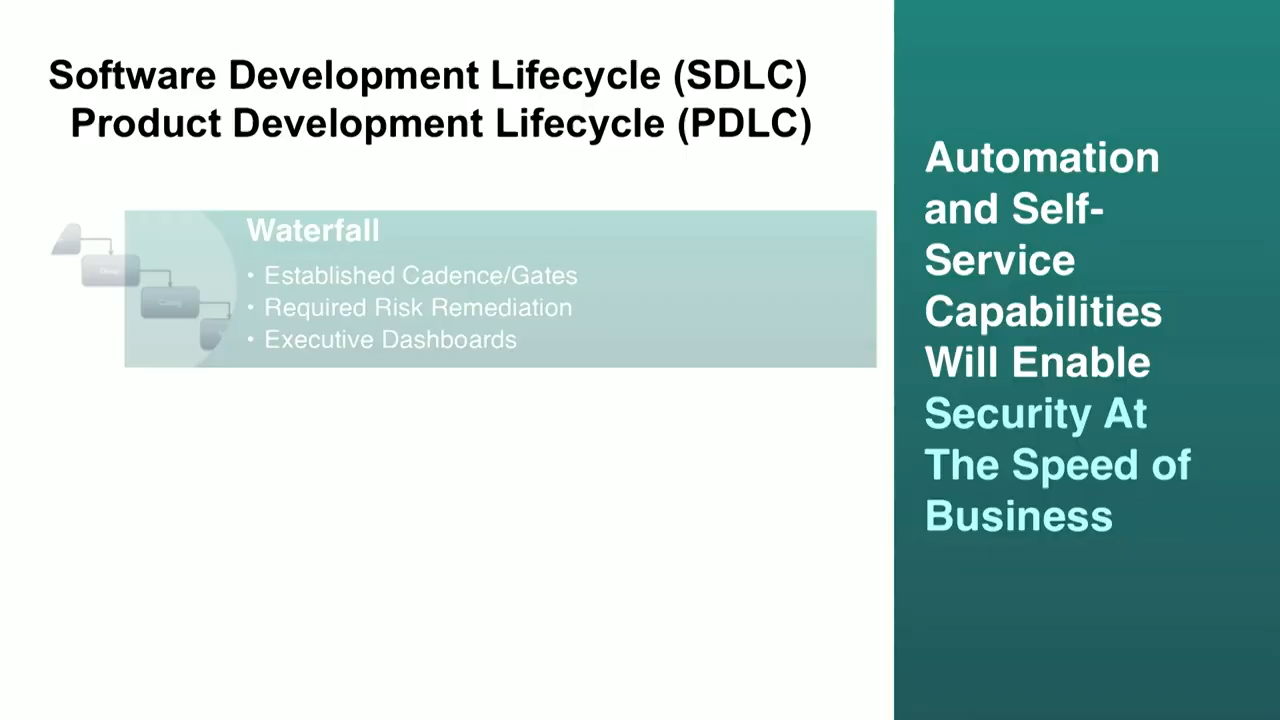 Software Development Lifecycle (SDLC)
Product Development Lifecycle (PDLC)
Waterfall
• Established Cadence/Gates
• Required Risk Remediation
• Executive Dashboards
Automation
and Self-
Service
Capabilities
Will Enable
Security At
The Speed of
Business